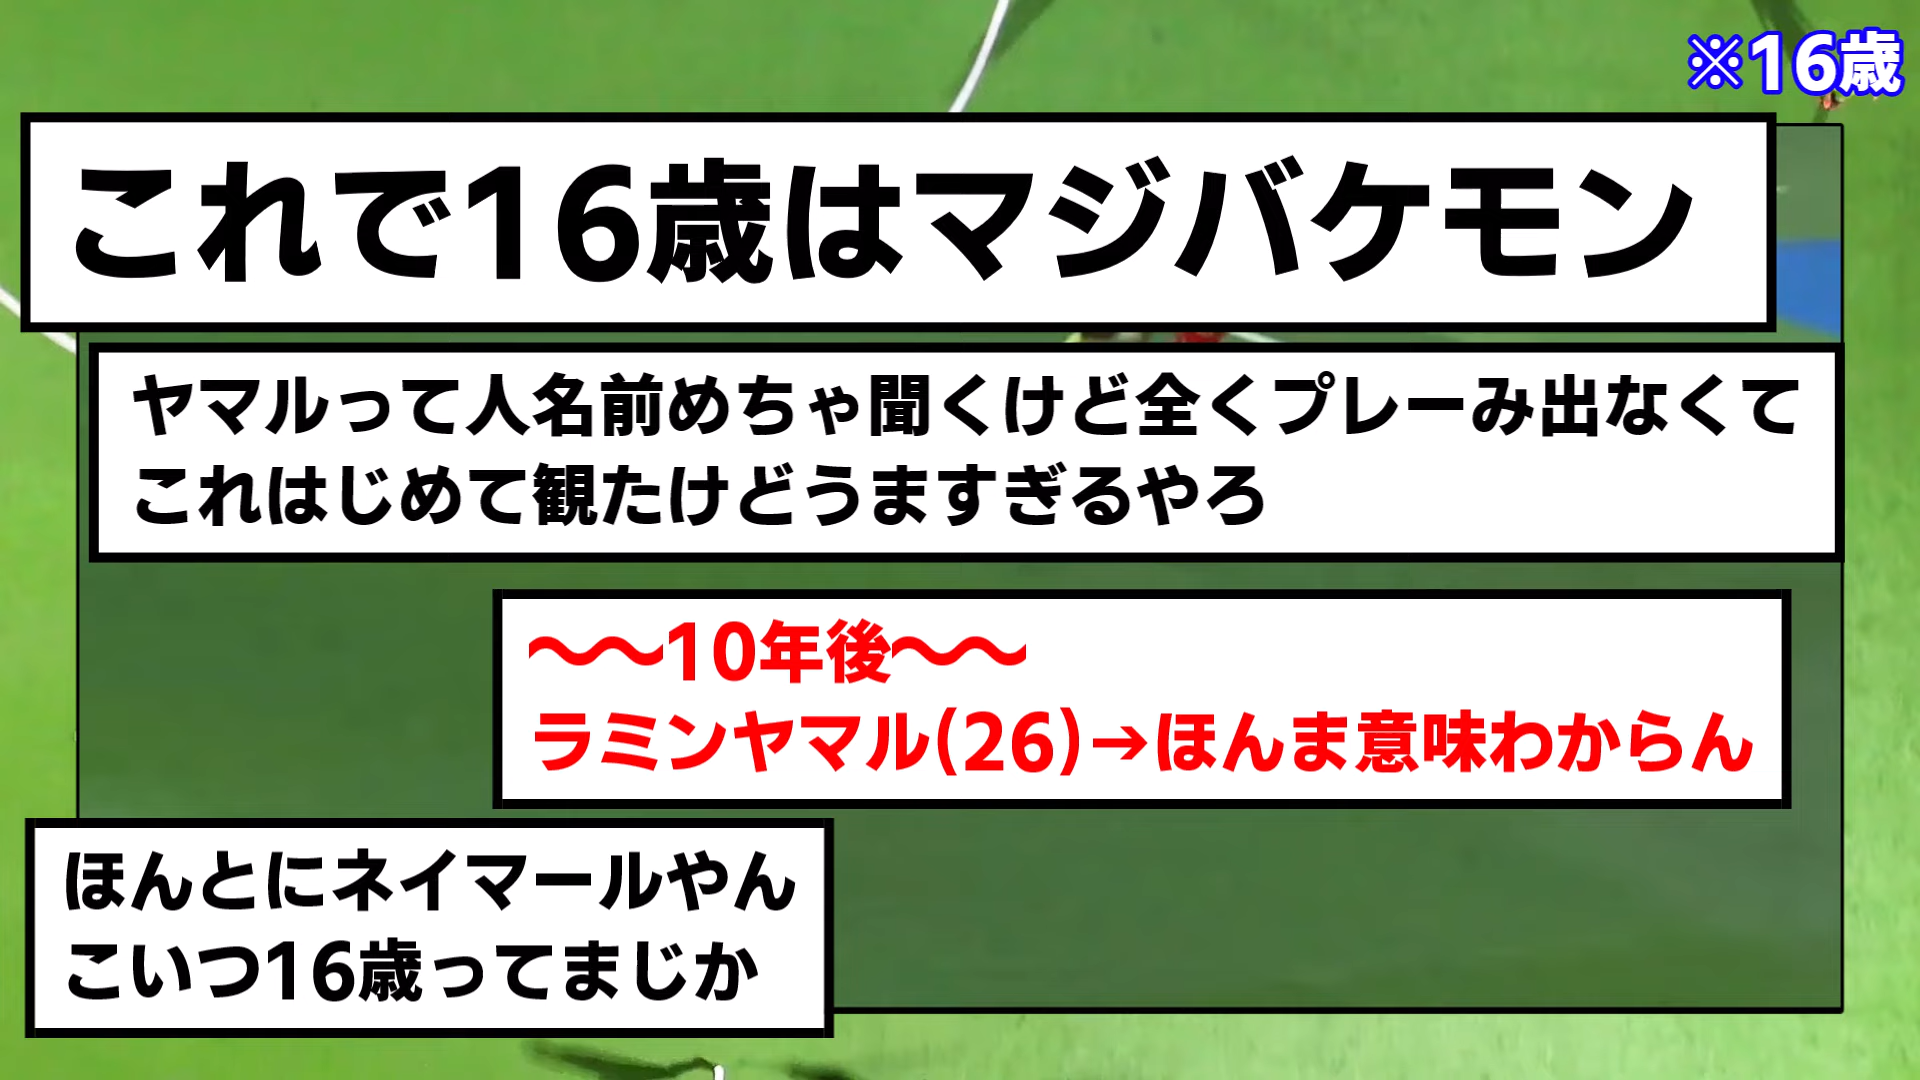 ※16歳
これで16歳はマジバケモン
ヤマルって人名前めちゃ聞くけど全くプレーみ出なくて
これはじめて観たけどうますぎるやろ
〜〜10年後〜〜
ラミンヤマル(26)→ほんま意味わからん
ほんとにネイマールやん
こいつ16歳ってまじか